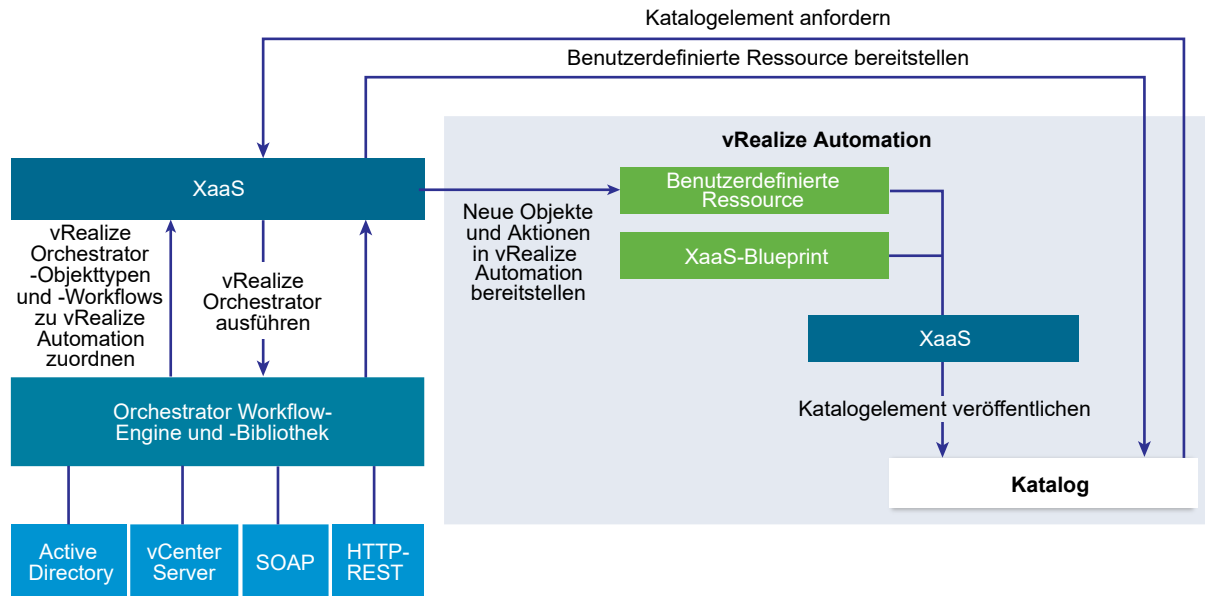 Katalogelement anfordern
Benutzerdefinierte Ressource bereitstellen
vRealize Automation
XaaS
Benutzerdefinierte
Ressource
Neue Objekte
und Aktionen
in vRealize
Automation
bereitstellen
XaaS-Blueprint
vRealize
Orchestrator
-Objekttypen
und -Workflows
zu vRealize
Automation
zuordnen
vRealize
Orchestrator
ausführen
XaaS
Katalogelement veröffentlichen
Orchestrator Workflow-
Engine und -Bibliothek
Katalog
Active
Directory
vCenter
Server
SOAP
HTTP-
REST